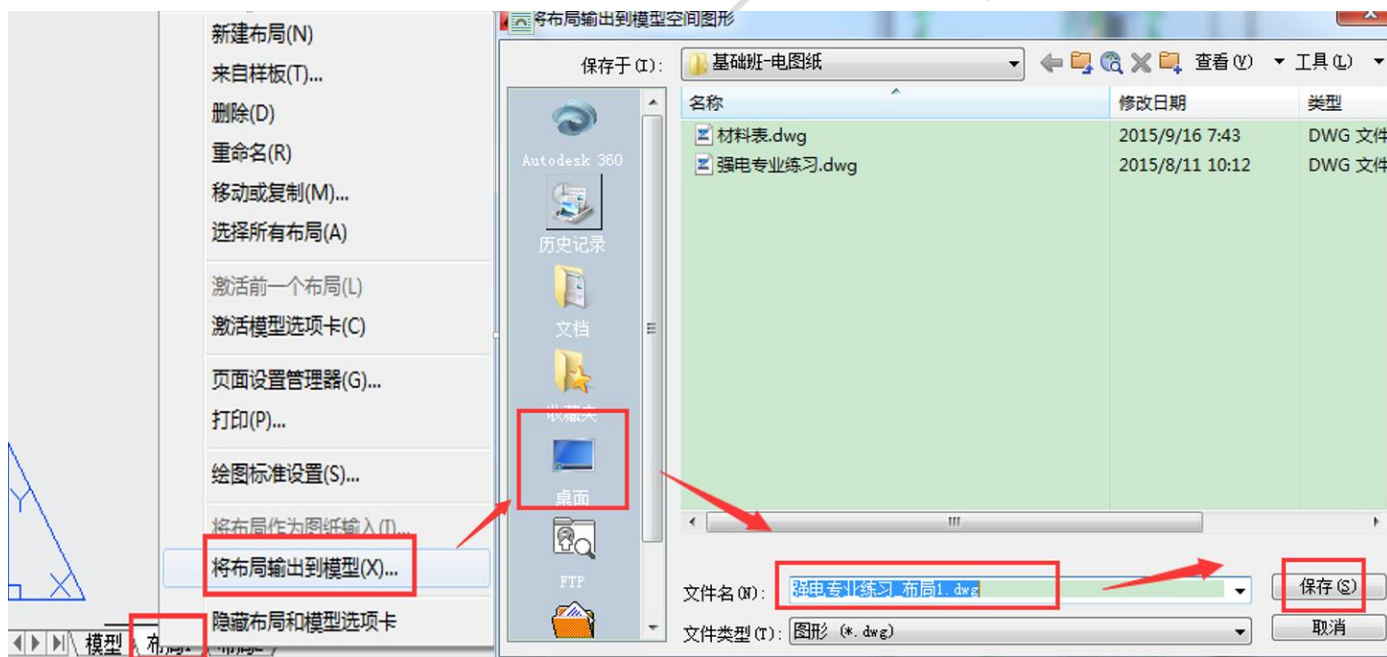 新建布局(N)
来自样板(T)...
删除(D)
重命名(R)
移动或复制(M)...
选择所有布局(A)
激活前一个布局(L)
激活模型选项卡(C)
页面设置管理器(G)...
打印(P)...
绘图标准设置(S)...
将布局作为图纸输入(I)...
将布局输出到模型(X)...
隐藏布局和模型选项卡
Y
X
模型 布局1 布局2
将布局输出到模型空间图形
保存于(I): 基础班-电图纸 查看(V) 工具(L)
名称 修改日期 类型
材料表.dwg 2015/9/16 7:43 DWG 文件
强电专业练习.dwg 2015/8/11 10:12 DWG 文件
Autodesk 360
历史记录
文档
收藏夹
桌面
FTP
文件名(N): 强电专业练习_布局1.dwg 保存(S)
文件类型(T): 图形 (*.dwg) 取消